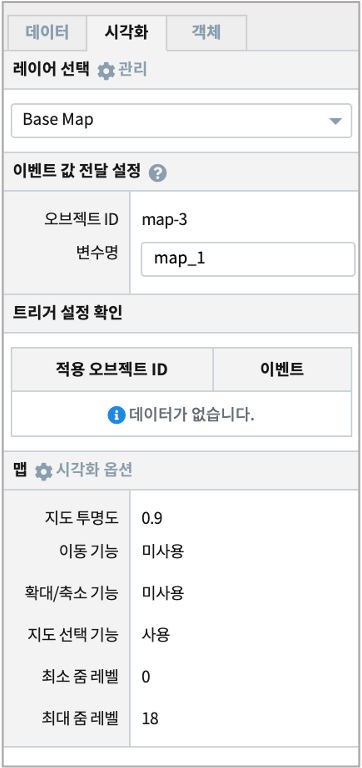 데이터 시각화 객체
레이어 선택 관리
Base Map
이벤트 값 전달 설정 ?
오브젝트 ID map-3
변수명 map_1
트리거 설정 확인
적용 오브젝트 ID 이벤트
데이터가 없습니다.
맵 시각화 옵션
지도 투명도 0.9
이동 기능 미사용
확대/축소 기능 미사용
지도 선택 기능 사용
최소 줌 레벨 0
최대 줌 레벨 18